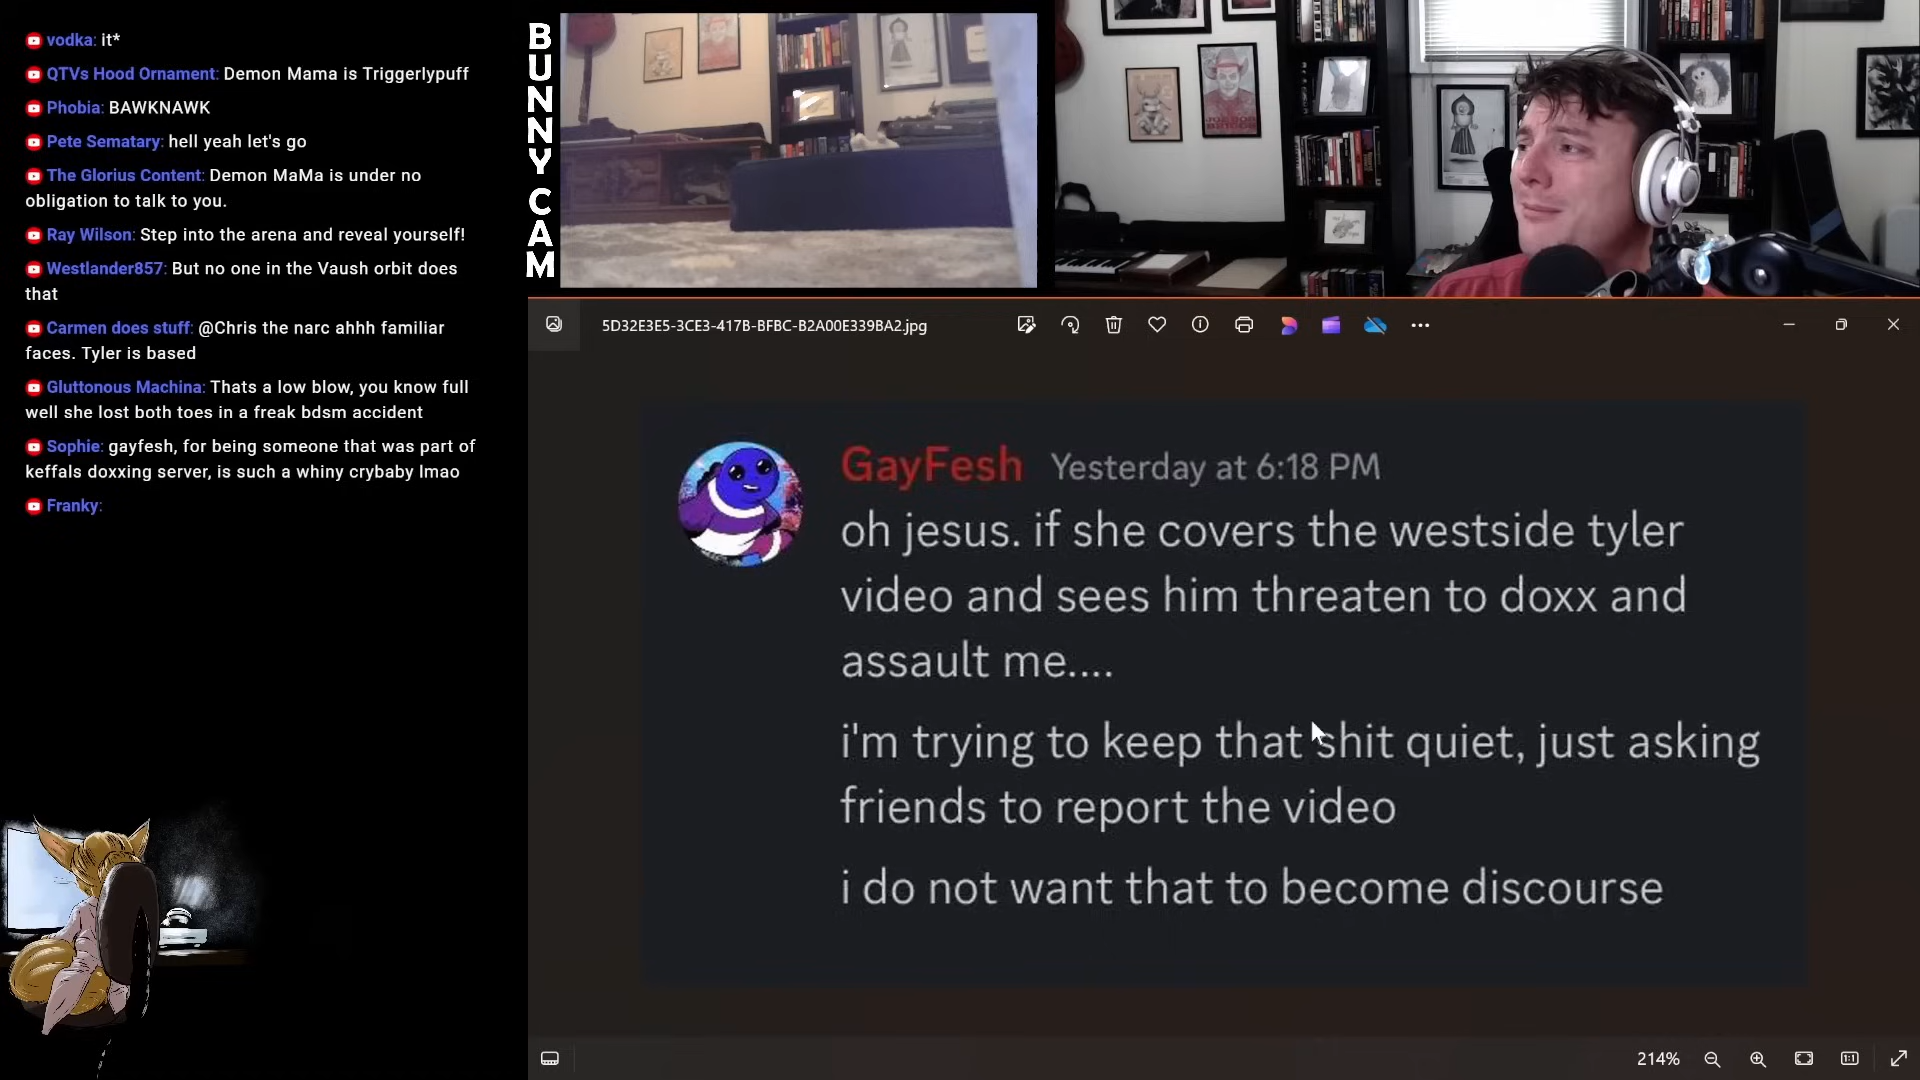 vodka: it*
QTVs Hood Ornament: Demon Mama is Triggerlypuff
Phobia: BAWKNAWK
Pete Sematary: hell yeah let's go
The Glorius Content: Demon MaMa is under no
obligation to talk to you.
Ray Wilson: Step into the arena and reveal yourself!
Westlander857: But no one in the Vaush orbit does
that
Carmen does stuff: @Chris the narc ahhh familiar
faces. Tyler is based
Gluttonous Machina: Thats a low blow, you know full
well she lost both toes in a freak bdsm accident
Sophie: gayfesh, for being someone that was part of
keffals doxxing server, is such a whiny crybaby lmao
Franky:
BUNNY CAM
5D32E3E5-3CE3-417B-BFBC-B2A00E339BA2.jpg
GayFesh Yesterday at 6:18 PM
oh jesus. if she covers the westside tyler
video and sees him threaten to doxx and
assault me....
i'm trying to keep that shit quiet, just asking
friends to report the video
i do not want that to become discourse
214%